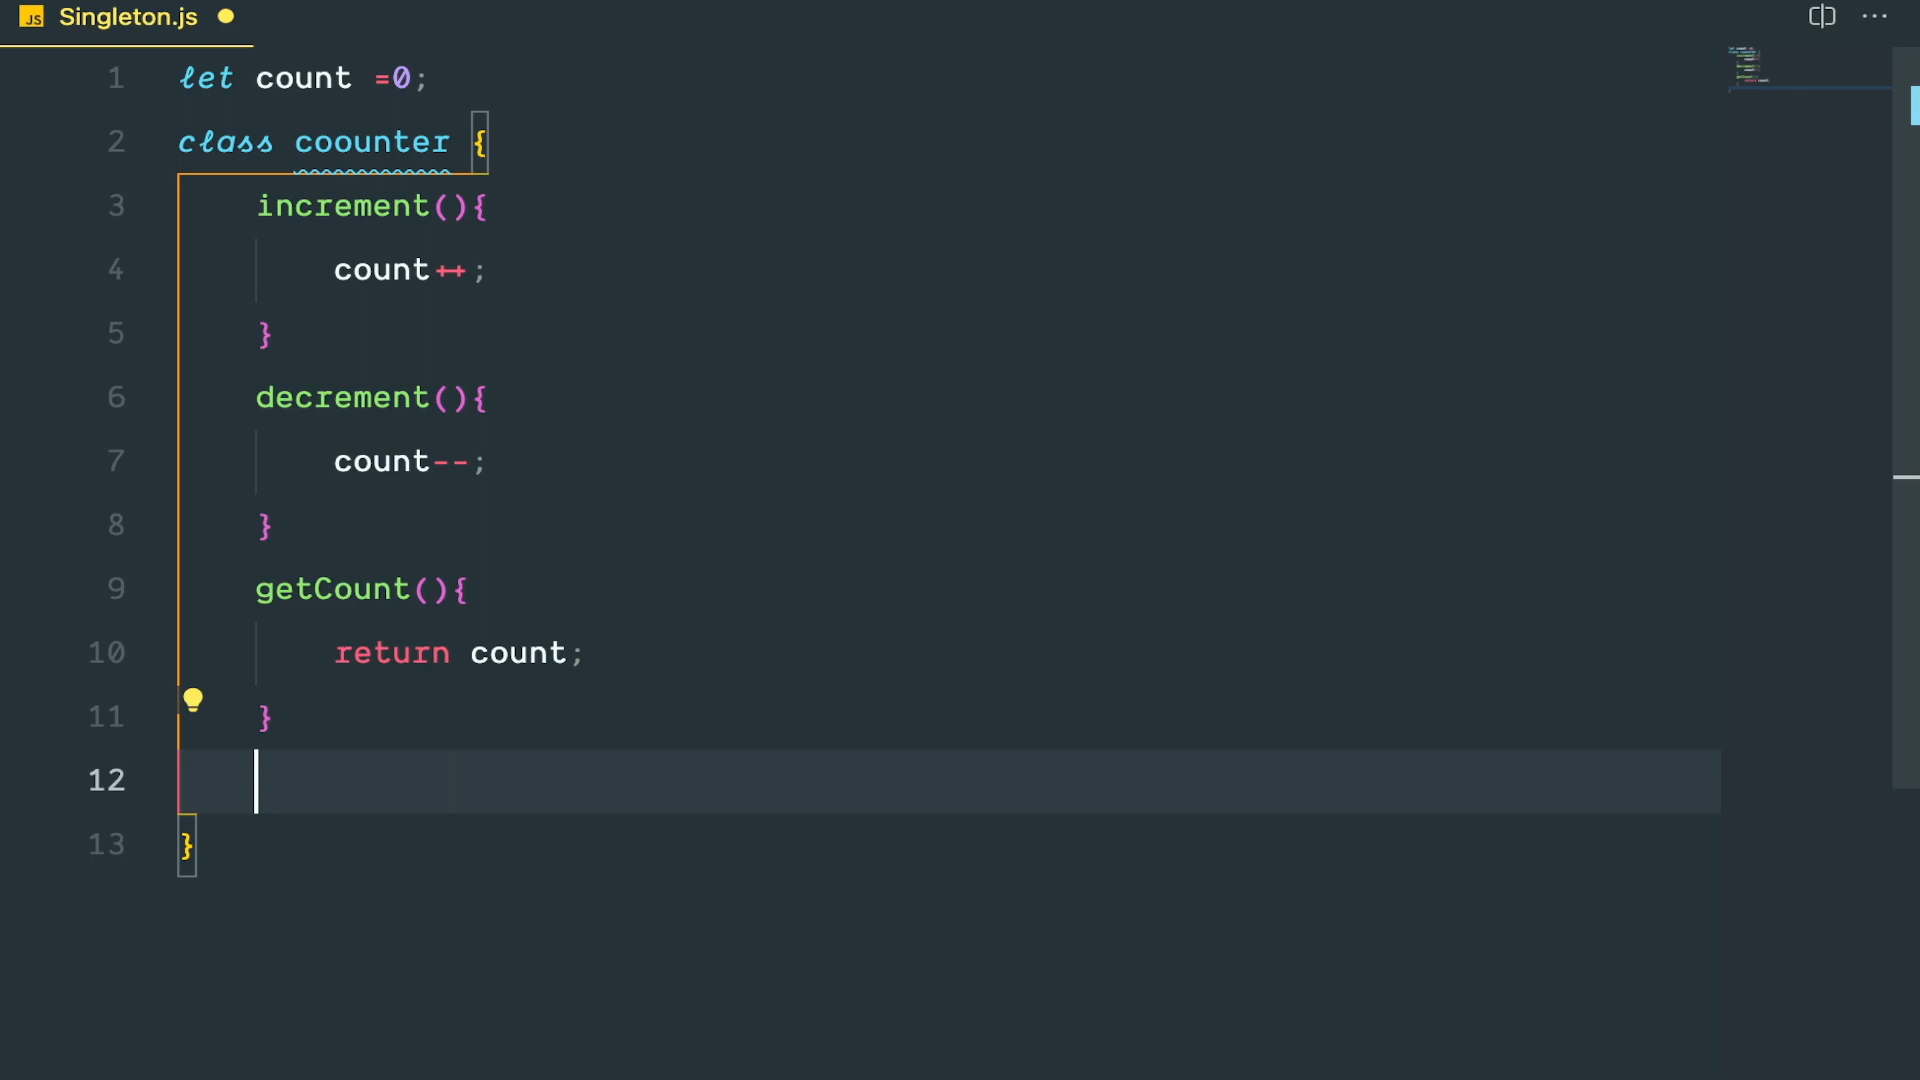 JS Singleton.js
1 let count =0;
2 class coounter {
3 increment(){
4 count++;
5 }
6 decrement(){
7 count--;
8 }
9 getCount(){
10 return count;
11 }
12
13 }